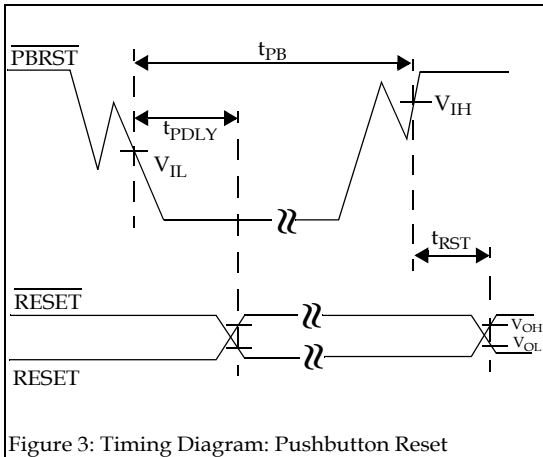 PBRST
tPB
tPDLY
VIH
VIL
tRST
RESET
VOH
VOL
RESET
Figure 3: Timing Diagram: Pushbutton Reset